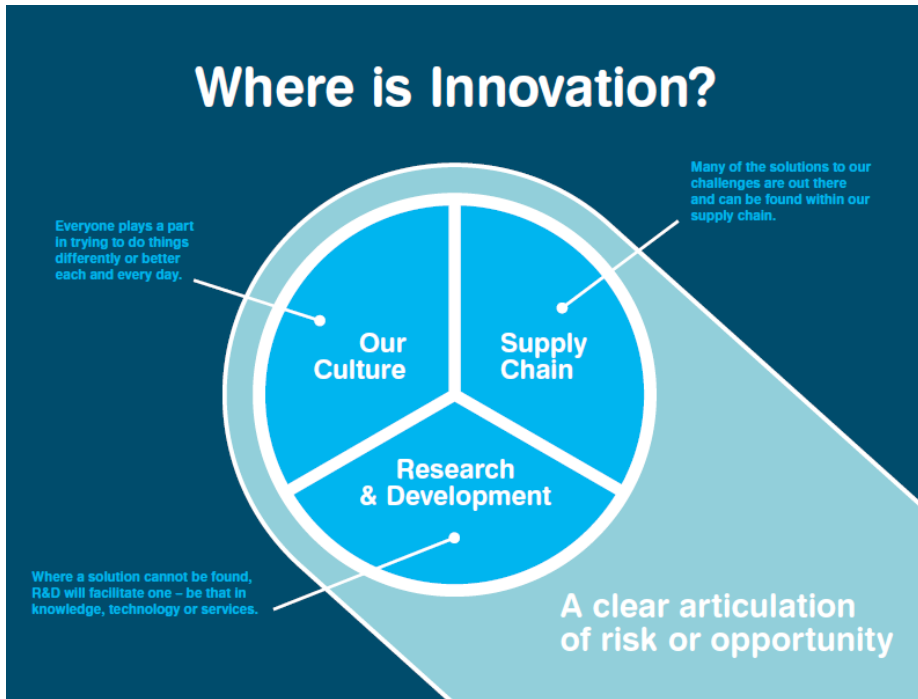 Where is Innovation?
Many of the solutions to our
challenges are out there
and can be found within our
supply chain.
Everyone plays a part
in trying to do things
differently or better
each and every day.
Our
Culture
Supply
Chain
Research
& Development
Where a solution cannot be found,
R&D will facilitate one – be that in
knowledge, technology or services.
A clear articulation
of risk or opportunity